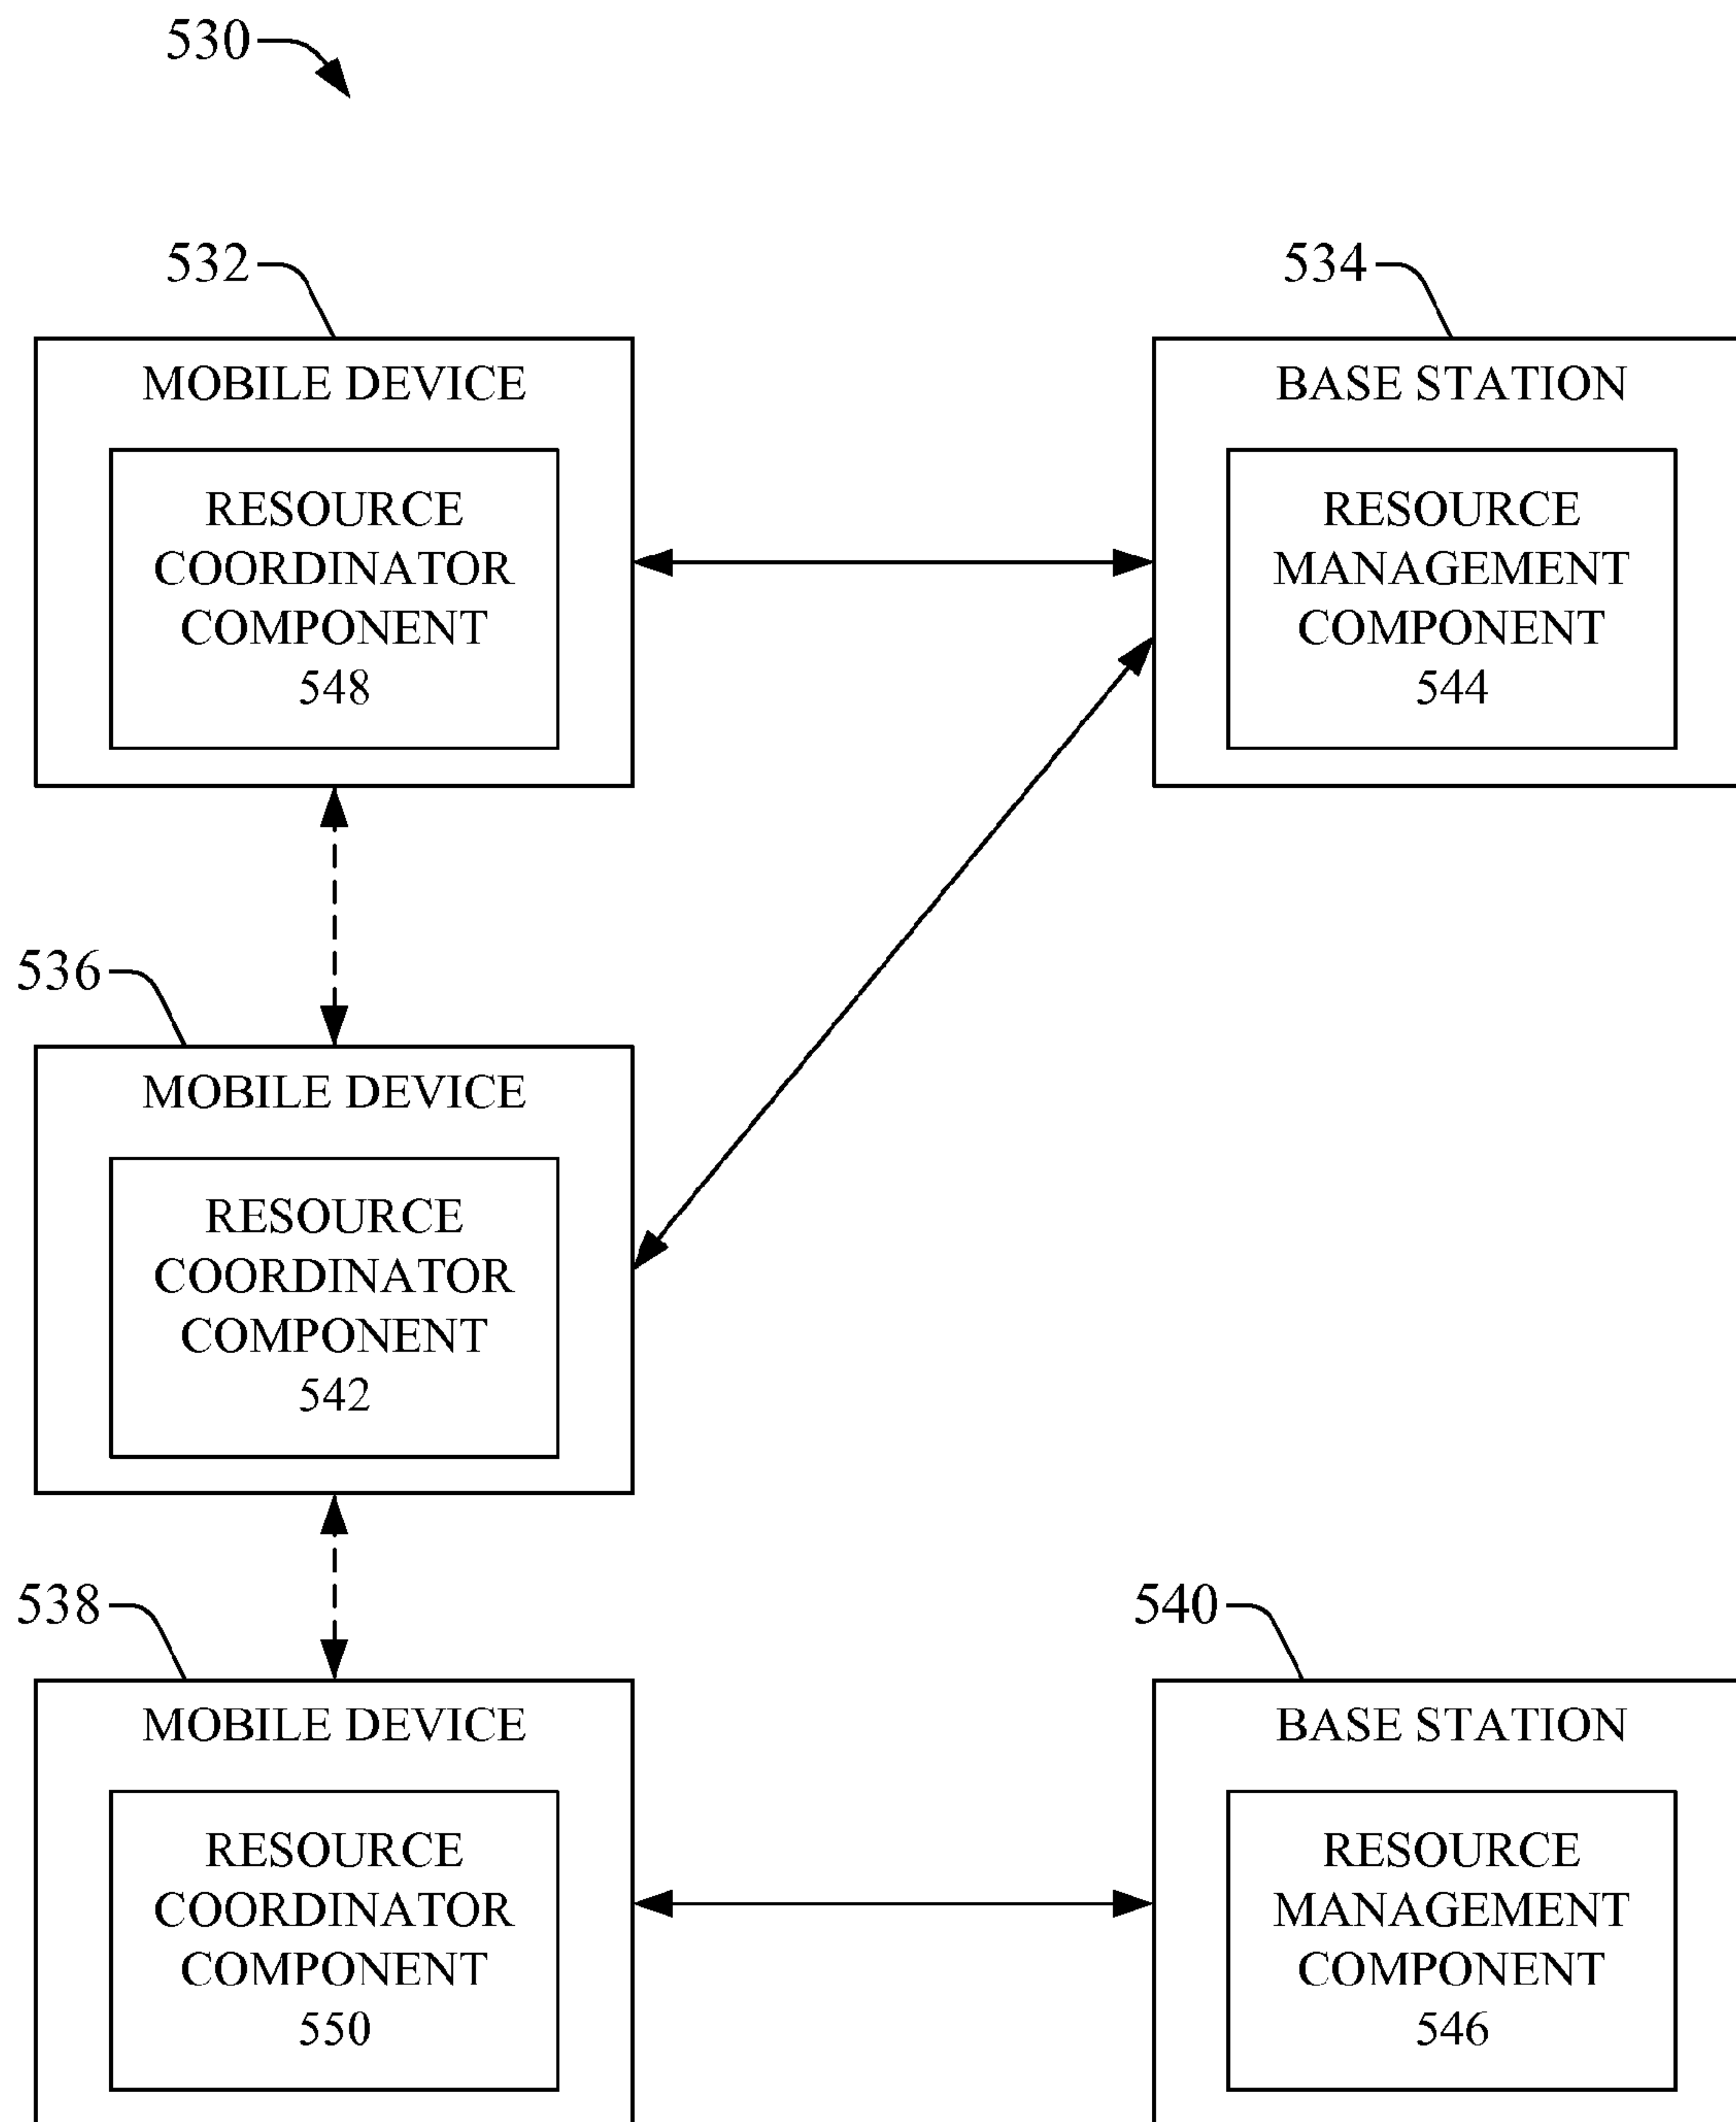 530
532
534
MOBILE DEVICE
BASE STATION
RESOURCE
COORDINATOR
COMPONENT
548
RESOURCE
MANAGEMENT
COMPONENT
544
536
MOBILE DEVICE
RESOURCE
COORDINATOR
COMPONENT
542
538
540
MOBILE DEVICE
BASE STATION
RESOURCE
COORDINATOR
COMPONENT
550
RESOURCE
MANAGEMENT
COMPONENT
546